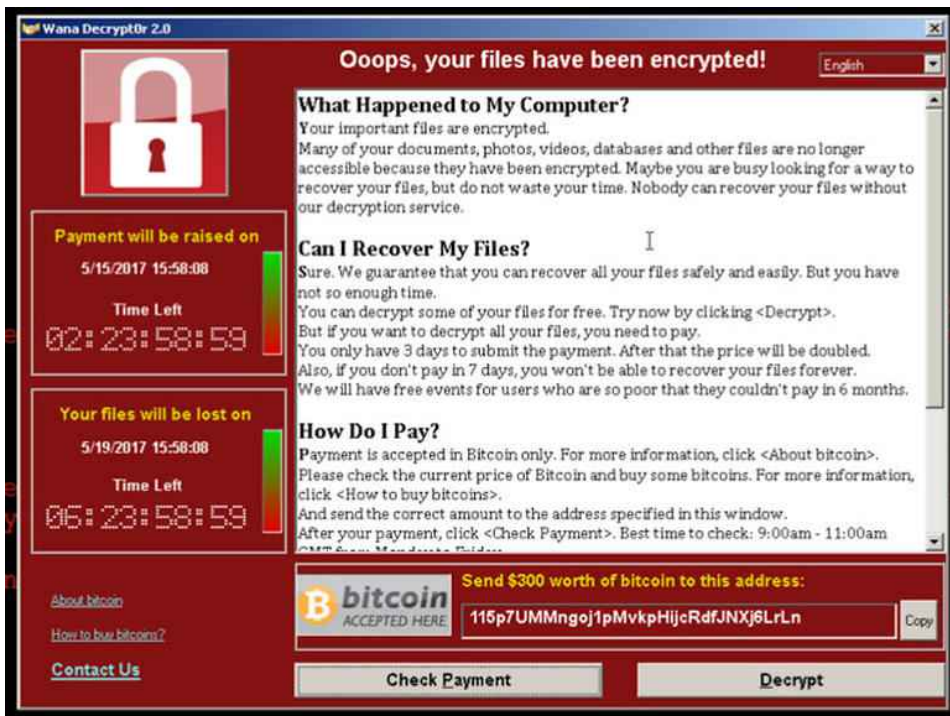 Wana Decrypt0r 2.0
Ooops, your files have been encrypted!
English
Payment will be raised on
5/15/2017 15:58:08
Time Left
02:23:58:59
Your files will be lost on
5/19/2017 15:58:08
Time Left
06:23:58:59
About bitcoin
How to buy bitcoins?
Contact Us
What Happened to My Computer?
Your important files are encrypted.
Many of your documents, photos, videos, databases and other files are no longer
accessible because they have been encrypted. Maybe you are busy looking for a way to
recover your files, but do not waste your time. Nobody can recover your files without
our decryption service.
Can I Recover My Files?
Sure. We guarantee that you can recover all your files safely and easily. But you have
not so enough time.
You can decrypt some of your files for free. Try now by clicking <Decrypt>.
But if you want to decrypt all your files, you need to pay.
You only have 3 days to submit the payment. After that the price will be doubled.
Also, if you don't pay in 7 days, you won't be able to recover your files forever.
We will have free events for users who are so poor that they couldn't pay in 6 months.
How Do I Pay?
Payment is accepted in Bitcoin only. For more information, click <About bitcoin>.
Please check the current price of Bitcoin and buy some bitcoins. For more information,
click <How to buy bitcoins>.
And send the correct amount to the address specified in this window.
After your payment, click <Check Payment>. Best time to check: 9:00am - 11:00am
GMT from Monday to Friday
bitcoin
ACCEPTED HERE
Send $300 worth of bitcoin to this address:
115p7UMMngoj1pMvkpHijcRdfJNXj6LrLn
Copy
Check Payment
Decrypt